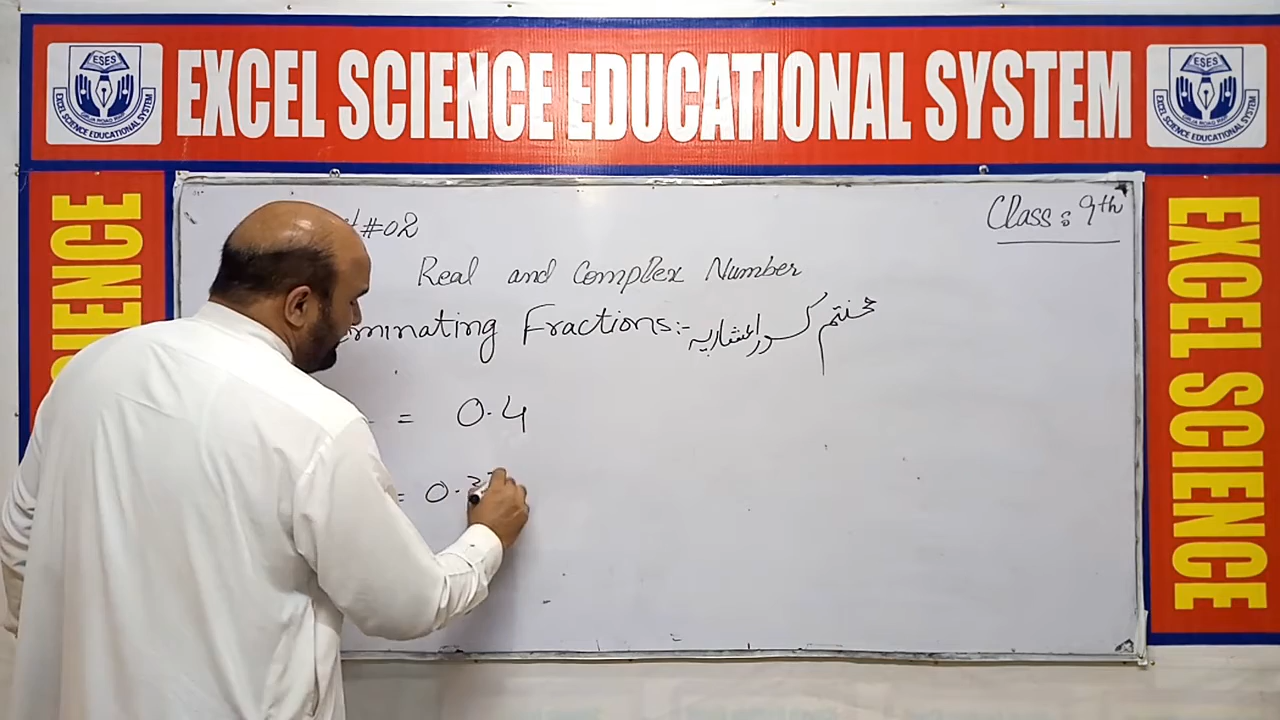 EXCEL SCIENCE EDUCATIONAL SYSTEM
ESES
EXCEL SCIENCE EDUCATIONAL SYSTEM
ESES
EXCEL SCIENCE EDUCATIONAL SYSTEM
SCIENCE
EXCEL SCIENCE
#02
Class: 9th
Real and Complex Number
Fractions:- مختتم کسور اعشاریہ
= 0.4
= 0.3